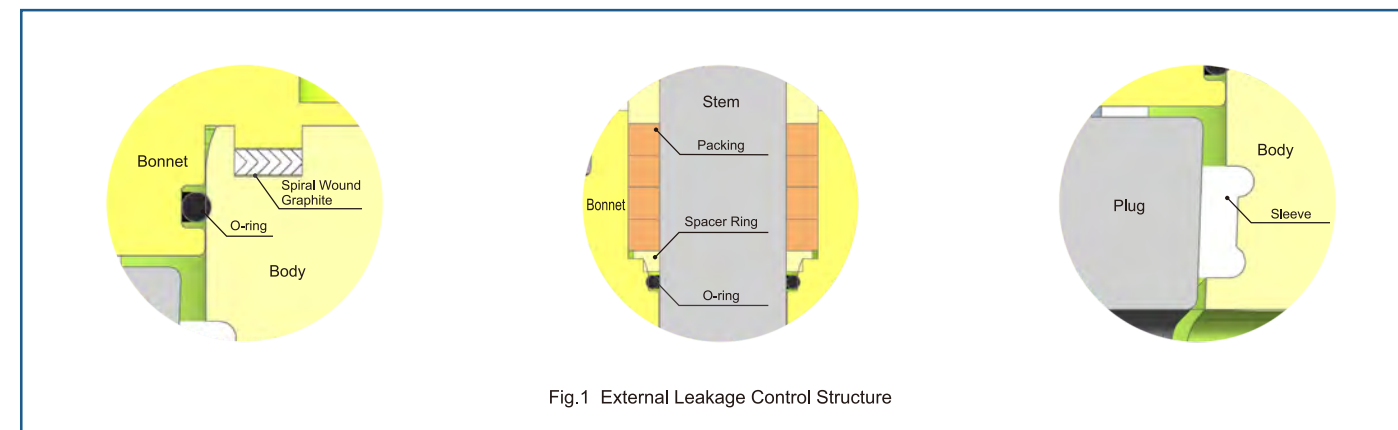 Bonnet
Spiral Wound
Graphite
O-ring
Body
Stem
Packing
Bonnet
Spacer Ring
O-ring
Body
Plug
Sleeve
Fig.1 External Leakage Control Structure